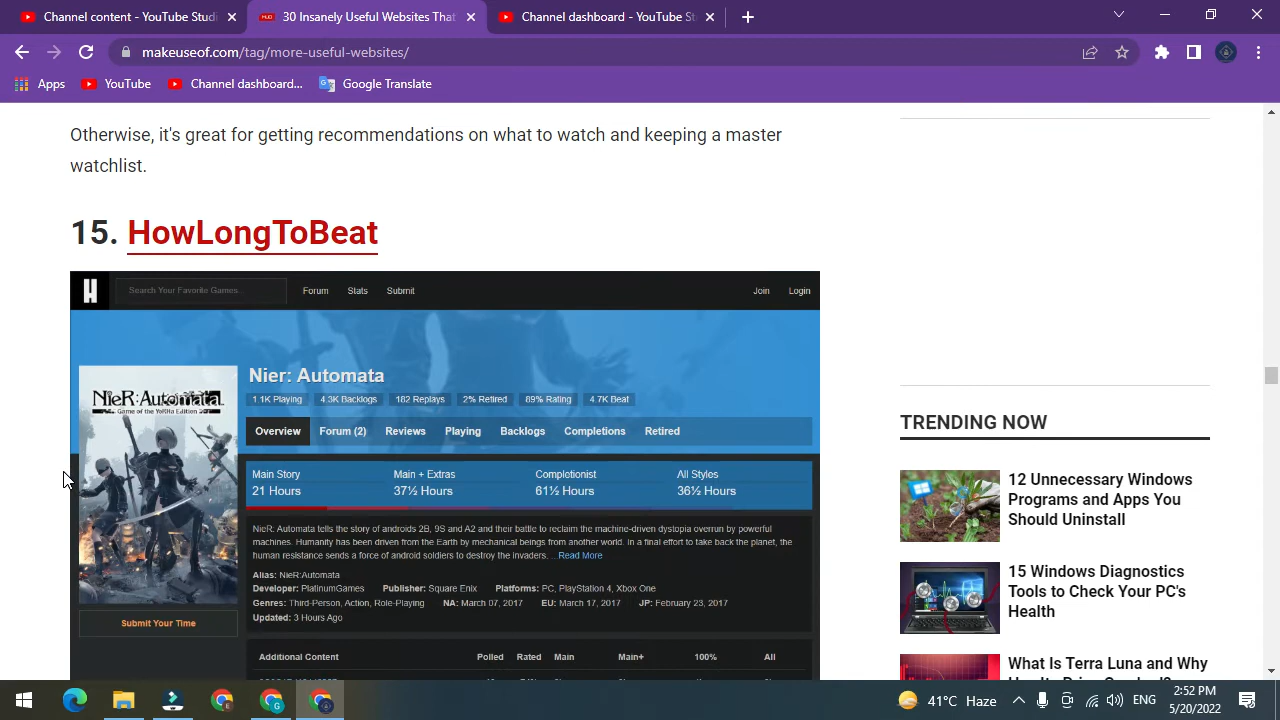 Channel content - YouTube Studi
30 Insanely Useful Websites That
Channel dashboard - YouTube St
makeuseof.com/tag/more-useful-websites/
Apps
YouTube
Channel dashboard...
Google Translate
Otherwise, it's great for getting recommendations on what to watch and keeping a master
watchlist.
15. HowLongToBeat
Search Your Favorite Games..
Forum Stats Submit
Join Login
NieR:Automata
Game of the YoRHa Edition
Submit Your Time
Nier: Automata
1.1K Playing 4.3K Backlogs 182 Replays 2% Retired 89% Rating 4.7K Beat
Overview Forum (2) Reviews Playing Backlogs Completions Retired
Main Story Main + Extras Completionist All Styles
21 Hours 37½ Hours 61½ Hours 36½ Hours
NieR: Automata tells the story of androids 2B, 9S and A2 and their battle to reclaim the machine-driven dystopia overrun by powerful
machines. Humanity has been driven from the Earth by mechanical beings from another world. In a final effort to take back the planet, the
human resistance sends a force of android soldiers to destroy the invaders. ...Read More
Alias: NieR:Automata
Developer: PlatinumGames Publisher: Square Enix Platforms: PC, PlayStation 4, Xbox One
Genres: Third-Person, Action, Role-Playing NA: March 07, 2017 EU: March 17, 2017 JP: February 23, 2017
Updated: 3 Hours Ago
Additional Content Polled Rated Main Main+ 100% All
TRENDING NOW
12 Unnecessary Windows
Programs and Apps You
Should Uninstall
15 Windows Diagnostics
Tools to Check Your PC's
Health
What Is Terra Luna and Why
41°C Haze
ENG
2:52 PM
5/20/2022